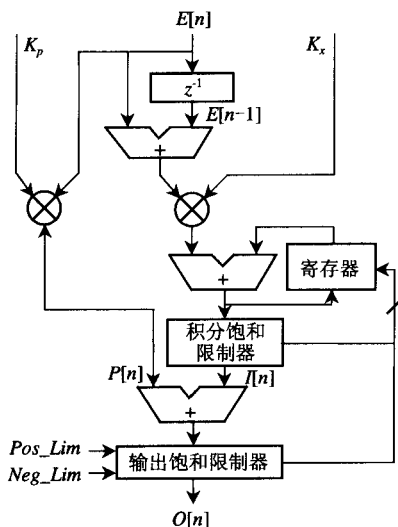 E[n]
K_p
K_x
z^{-1}
E[n-1]
+
+
寄存器
积分饱和
限制器
P[n]
I[n]
+
Pos_Lim
Neg_Lim
输出饱和限制器
O[n]